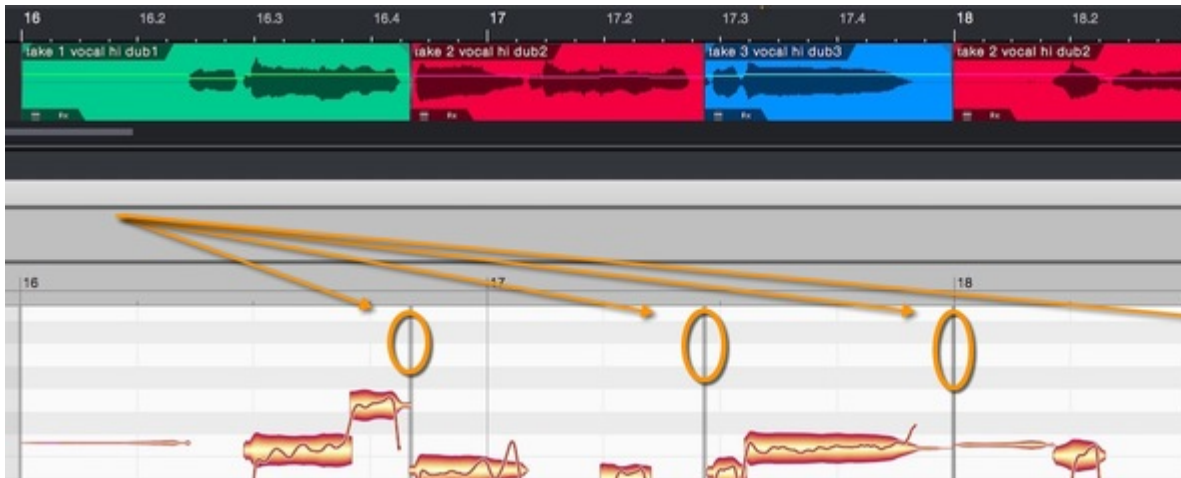 16 16.2 16.3 16.4 17 17.2 17.3 17.4 18 18.2
take 1 vocal hi dub1 take 2 vocal hi dub2 take 3 vocal hi dub3 take 2 vocal hi dub2
16 17 18